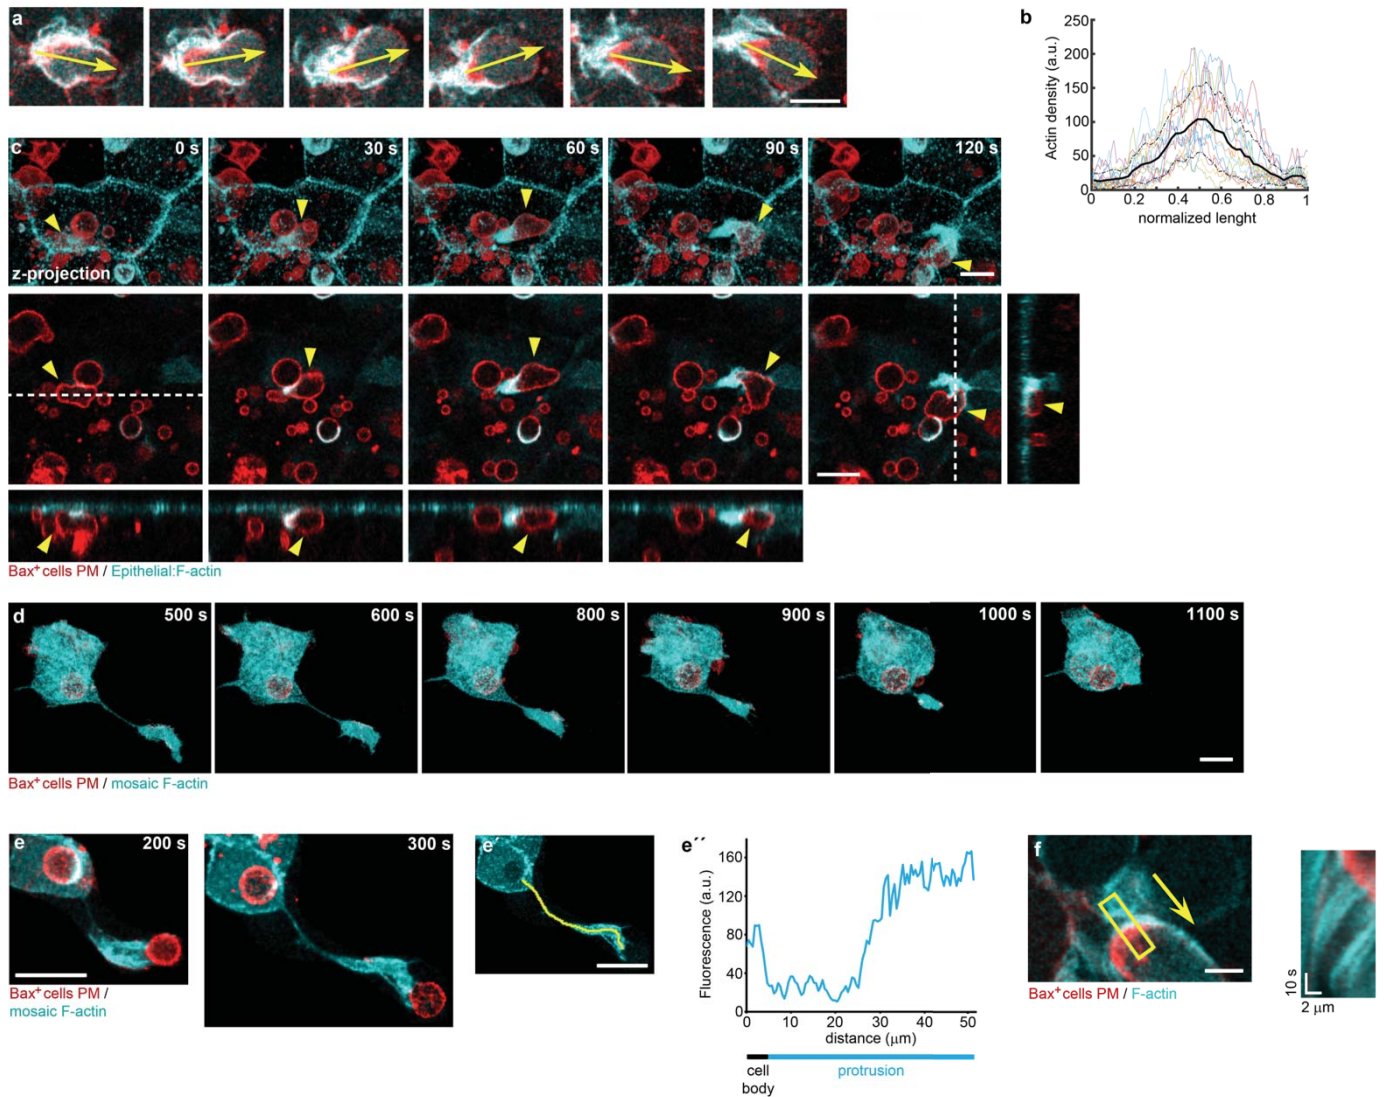 a
b
250
200
150
100
50
0
Actin density (a.u.)
0 0.2 0.4 0.6 0.8 1
normalized lenght
c
0 s
30 s
60 s
90 s
120 s
z-projection
Bax+ cells PM / Epithelial:F-actin
d
500 s
600 s
800 s
900 s
1000 s
1100 s
Bax+ cells PM / mosaic F-actin
e
200 s
300 s
Bax+ cells PM /
mosaic F-actin
e´
e´´
160
120
80
40
0
Fluorescence (a.u.)
0 10 20 30 40 50
distance (μm)
cell
body
protrusion
f
Bax+ cells PM / F-actin
10 s
2 μm